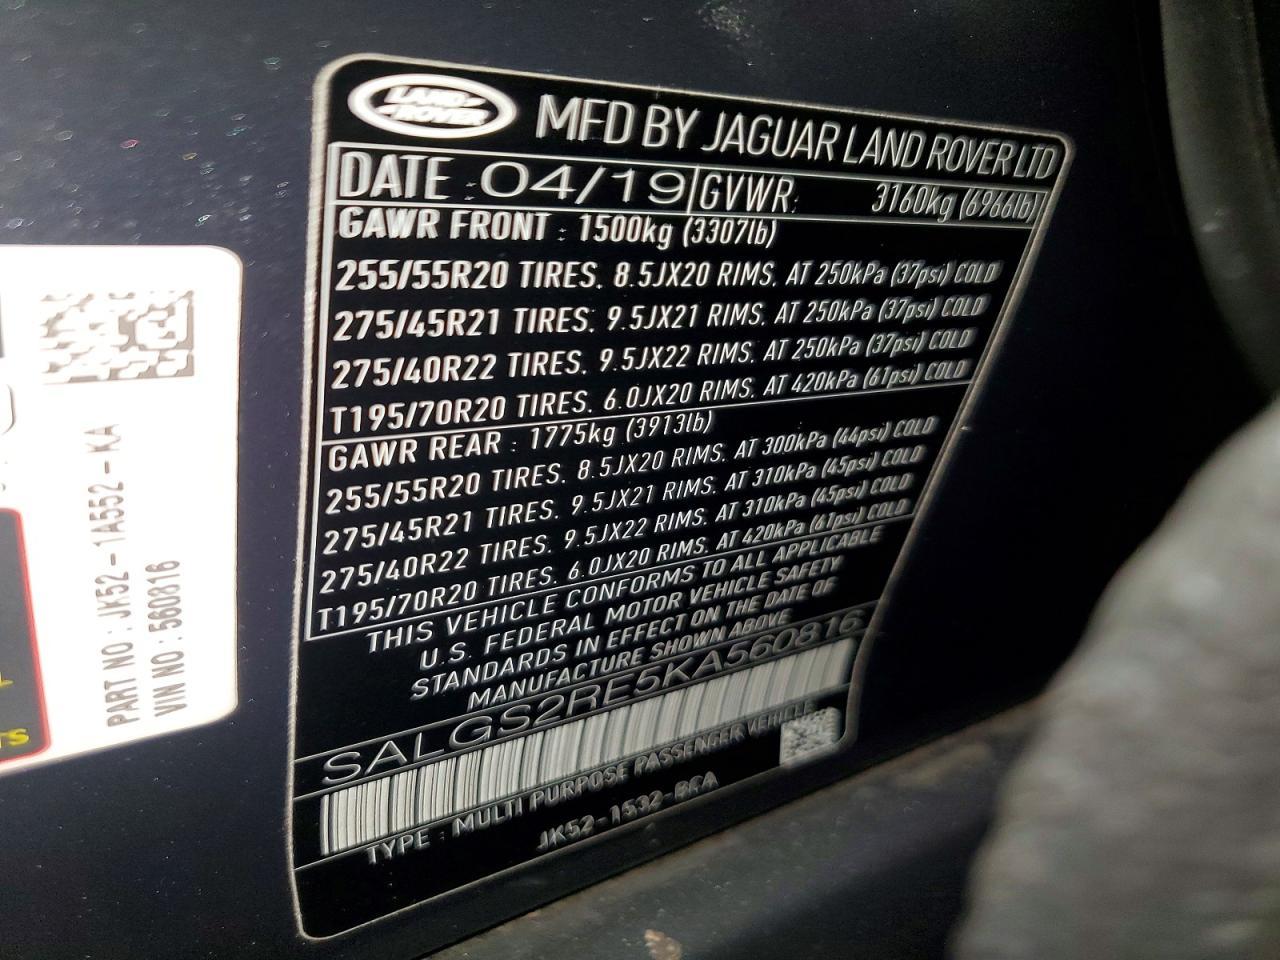 LAND ROVER
MFD BY JAGUAR LAND ROVER LTD
DATE : 04/19 GVWR: 3160kg (6966lb)
GAWR FRONT : 1500kg (3307lb)
255/55R20 TIRES. 8.5JX20 RIMS. AT 250kPa (37psi) COLD
275/45R21 TIRES. 9.5JX21 RIMS. AT 250kPa (37psi) COLD
275/40R22 TIRES. 9.5JX22 RIMS. AT 250kPa (37psi) COLD
T195/70R20 TIRES. 6.0JX20 RIMS. AT 420kPa (61psi) COLD
GAWR REAR : 1775kg (3913lb)
255/55R20 TIRES. 8.5JX20 RIMS. AT 300kPa (44psi) COLD
275/45R21 TIRES. 9.5JX21 RIMS. AT 310kPa (45psi) COLD
275/40R22 TIRES. 9.5JX22 RIMS. AT 310kPa (45psi) COLD
T195/70R20 TIRES. 6.0JX20 RIMS. AT 420kPa (61psi) COLD
THIS VEHICLE CONFORMS TO ALL APPLICABLE
U.S. FEDERAL MOTOR VEHICLE SAFETY
STANDARDS IN EFFECT ON THE DATE OF
MANUFACTURE SHOWN ABOVE
SALGS2RE5KA560816
TYPE : MULTI PURPOSE PASSENGER VEHICLE
JK52-1532-BCA
PART NO : JK52-1A552-KA
VIN NO : 560816